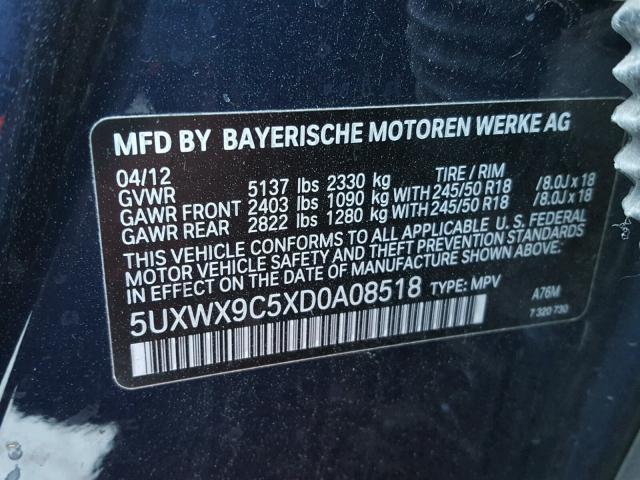 MFD BY BAYERISCHE MOTOREN WERKE AG
04/12 TIRE / RIM
GVWR 5137 lbs 2330 kg
GAWR FRONT 2403 lbs 1090 kg WITH 245/50 R18 /8.0J x 18
GAWR REAR 2822 lbs 1280 kg WITH 245/50 R18 /8.0J x 18
THIS VEHICLE CONFORMS TO ALL APPLICABLE U. S. FEDERAL
MOTOR VEHICLE SAFETY AND THEFT PREVENTION STANDARDS
IN EFFECT ON THE DATE OF MANUFACTURE SHOWN ABOVE.
5UXWX9C5XD0A08518 TYPE: MPV A76M
7 320 730